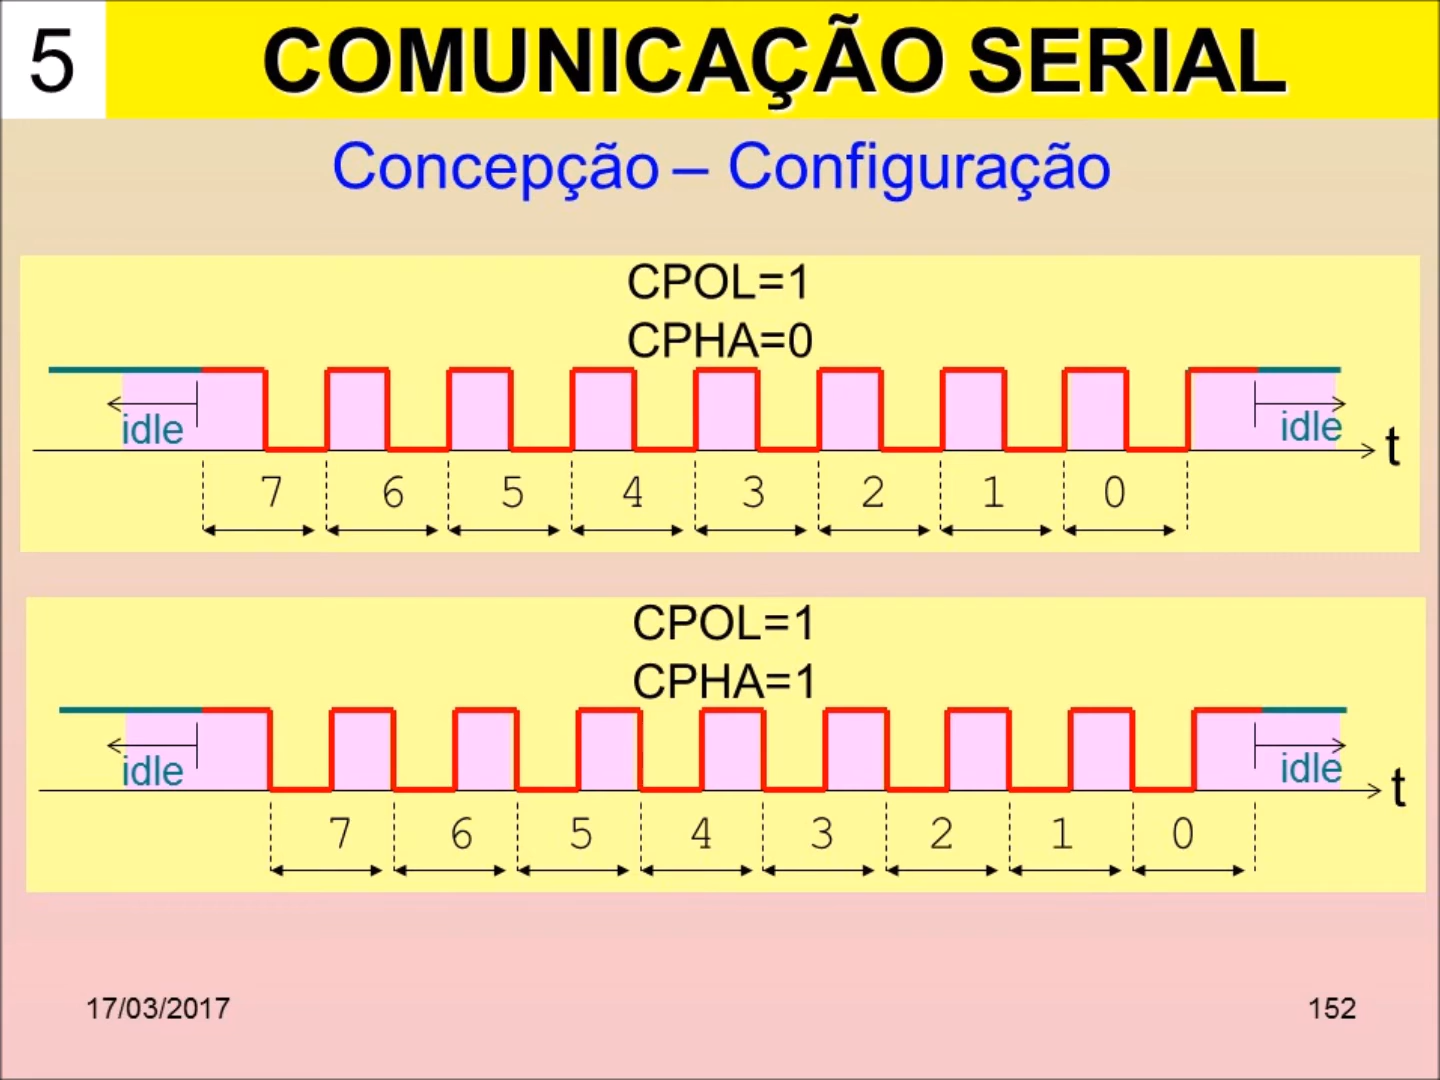 5
COMUNICAÇÃO SERIAL
Concepção – Configuração
CPOL=1
CPHA=0
idle
idle
t
7 6 5 4 3 2 1 0
CPOL=1
CPHA=1
idle
idle
t
7 6 5 4 3 2 1 0
17/03/2017
152